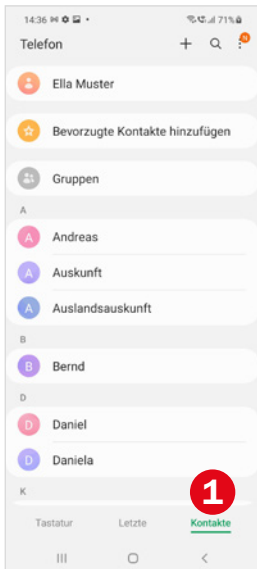 14:36 71%
Telefon
N
Ella Muster
Bevorzugte Kontakte hinzufügen
Gruppen
A
A Andreas
A Auskunft
A Auslandsauskunft
B
B Bernd
D
D Daniel
D Daniela
K
1
Tastatur Letzte Kontakte